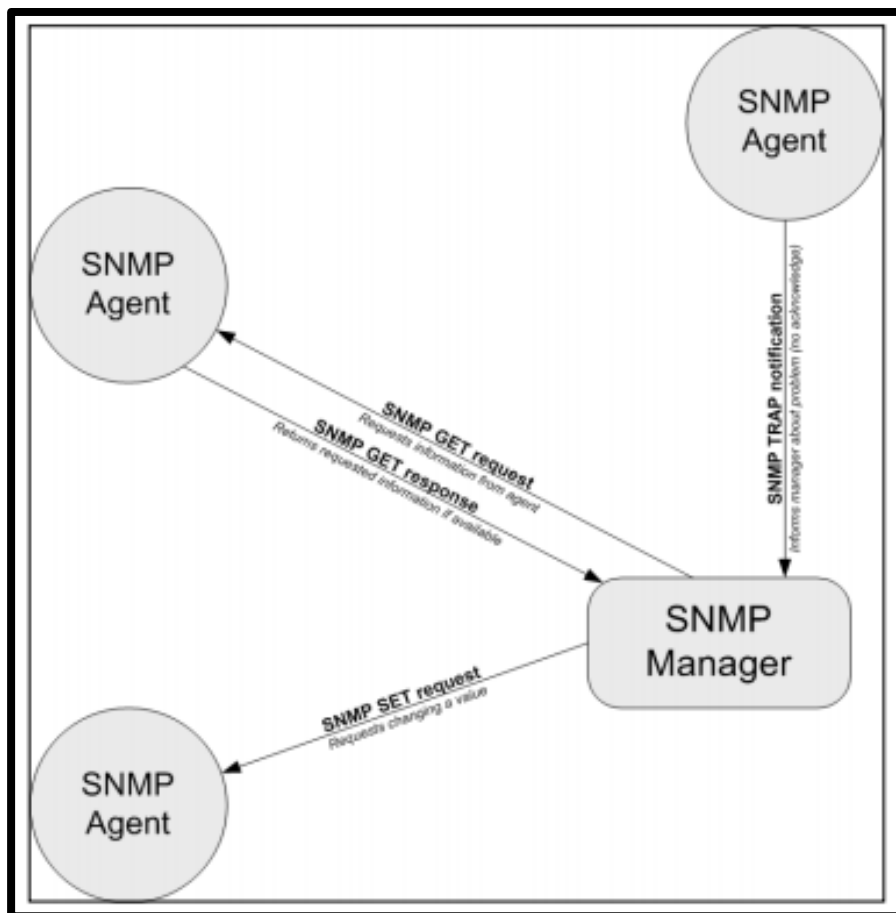 SNMP
Agent
SNMP
Agent
SNMP TRAP notification
informs manager about problem (no acknowledge)
SNMP GET request
Requests information from agent
SNMP GET response
Returns requested information if available
SNMP
Manager
SNMP SET request
Requests changing a value
SNMP
Agent